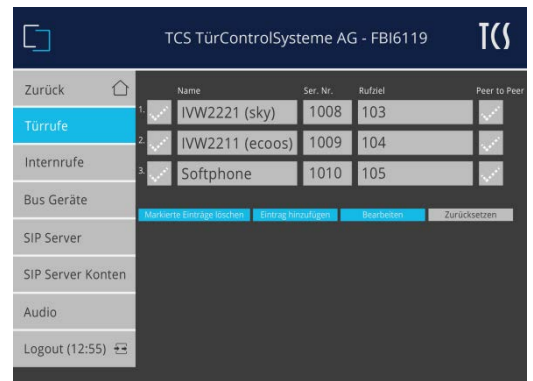 TCS TürControlSysteme AG - FBI6119
TCS
Zurück
Türrufe
Internrufe
Bus Geräte
SIP Server
SIP Server Konten
Audio
Logout (12:55)
Name Ser. Nr. Rufziel Peer to Peer
1. IVW2221 (sky) 1008 103
2. IVW2211 (ecoos) 1009 104
3. Softphone 1010 105
Markierte Einträge löschen Eintrag hinzufügen Bearbeiten Zurücksetzen